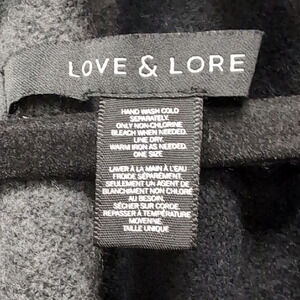 LOVE & LORE
HAND WASH COLD
SEPARATELY.
ONLY NON-CHLORINE
BLEACH WHEN NEEDED.
LINE DRY.
WARM IRON AS NEEDED.
ONE SIZE
LAVER À LA MAIN À L'EAU
FROIDE SÉPARÉMENT.
SEULEMENT UN AGENT DE
BLANCHIMENT NON CHLORÉ
AU BESOIN.
SÉCHER SUR CORDE.
REPASSER À TEMPÉRATURE
MOYENNE.
TAILLE UNIQUE